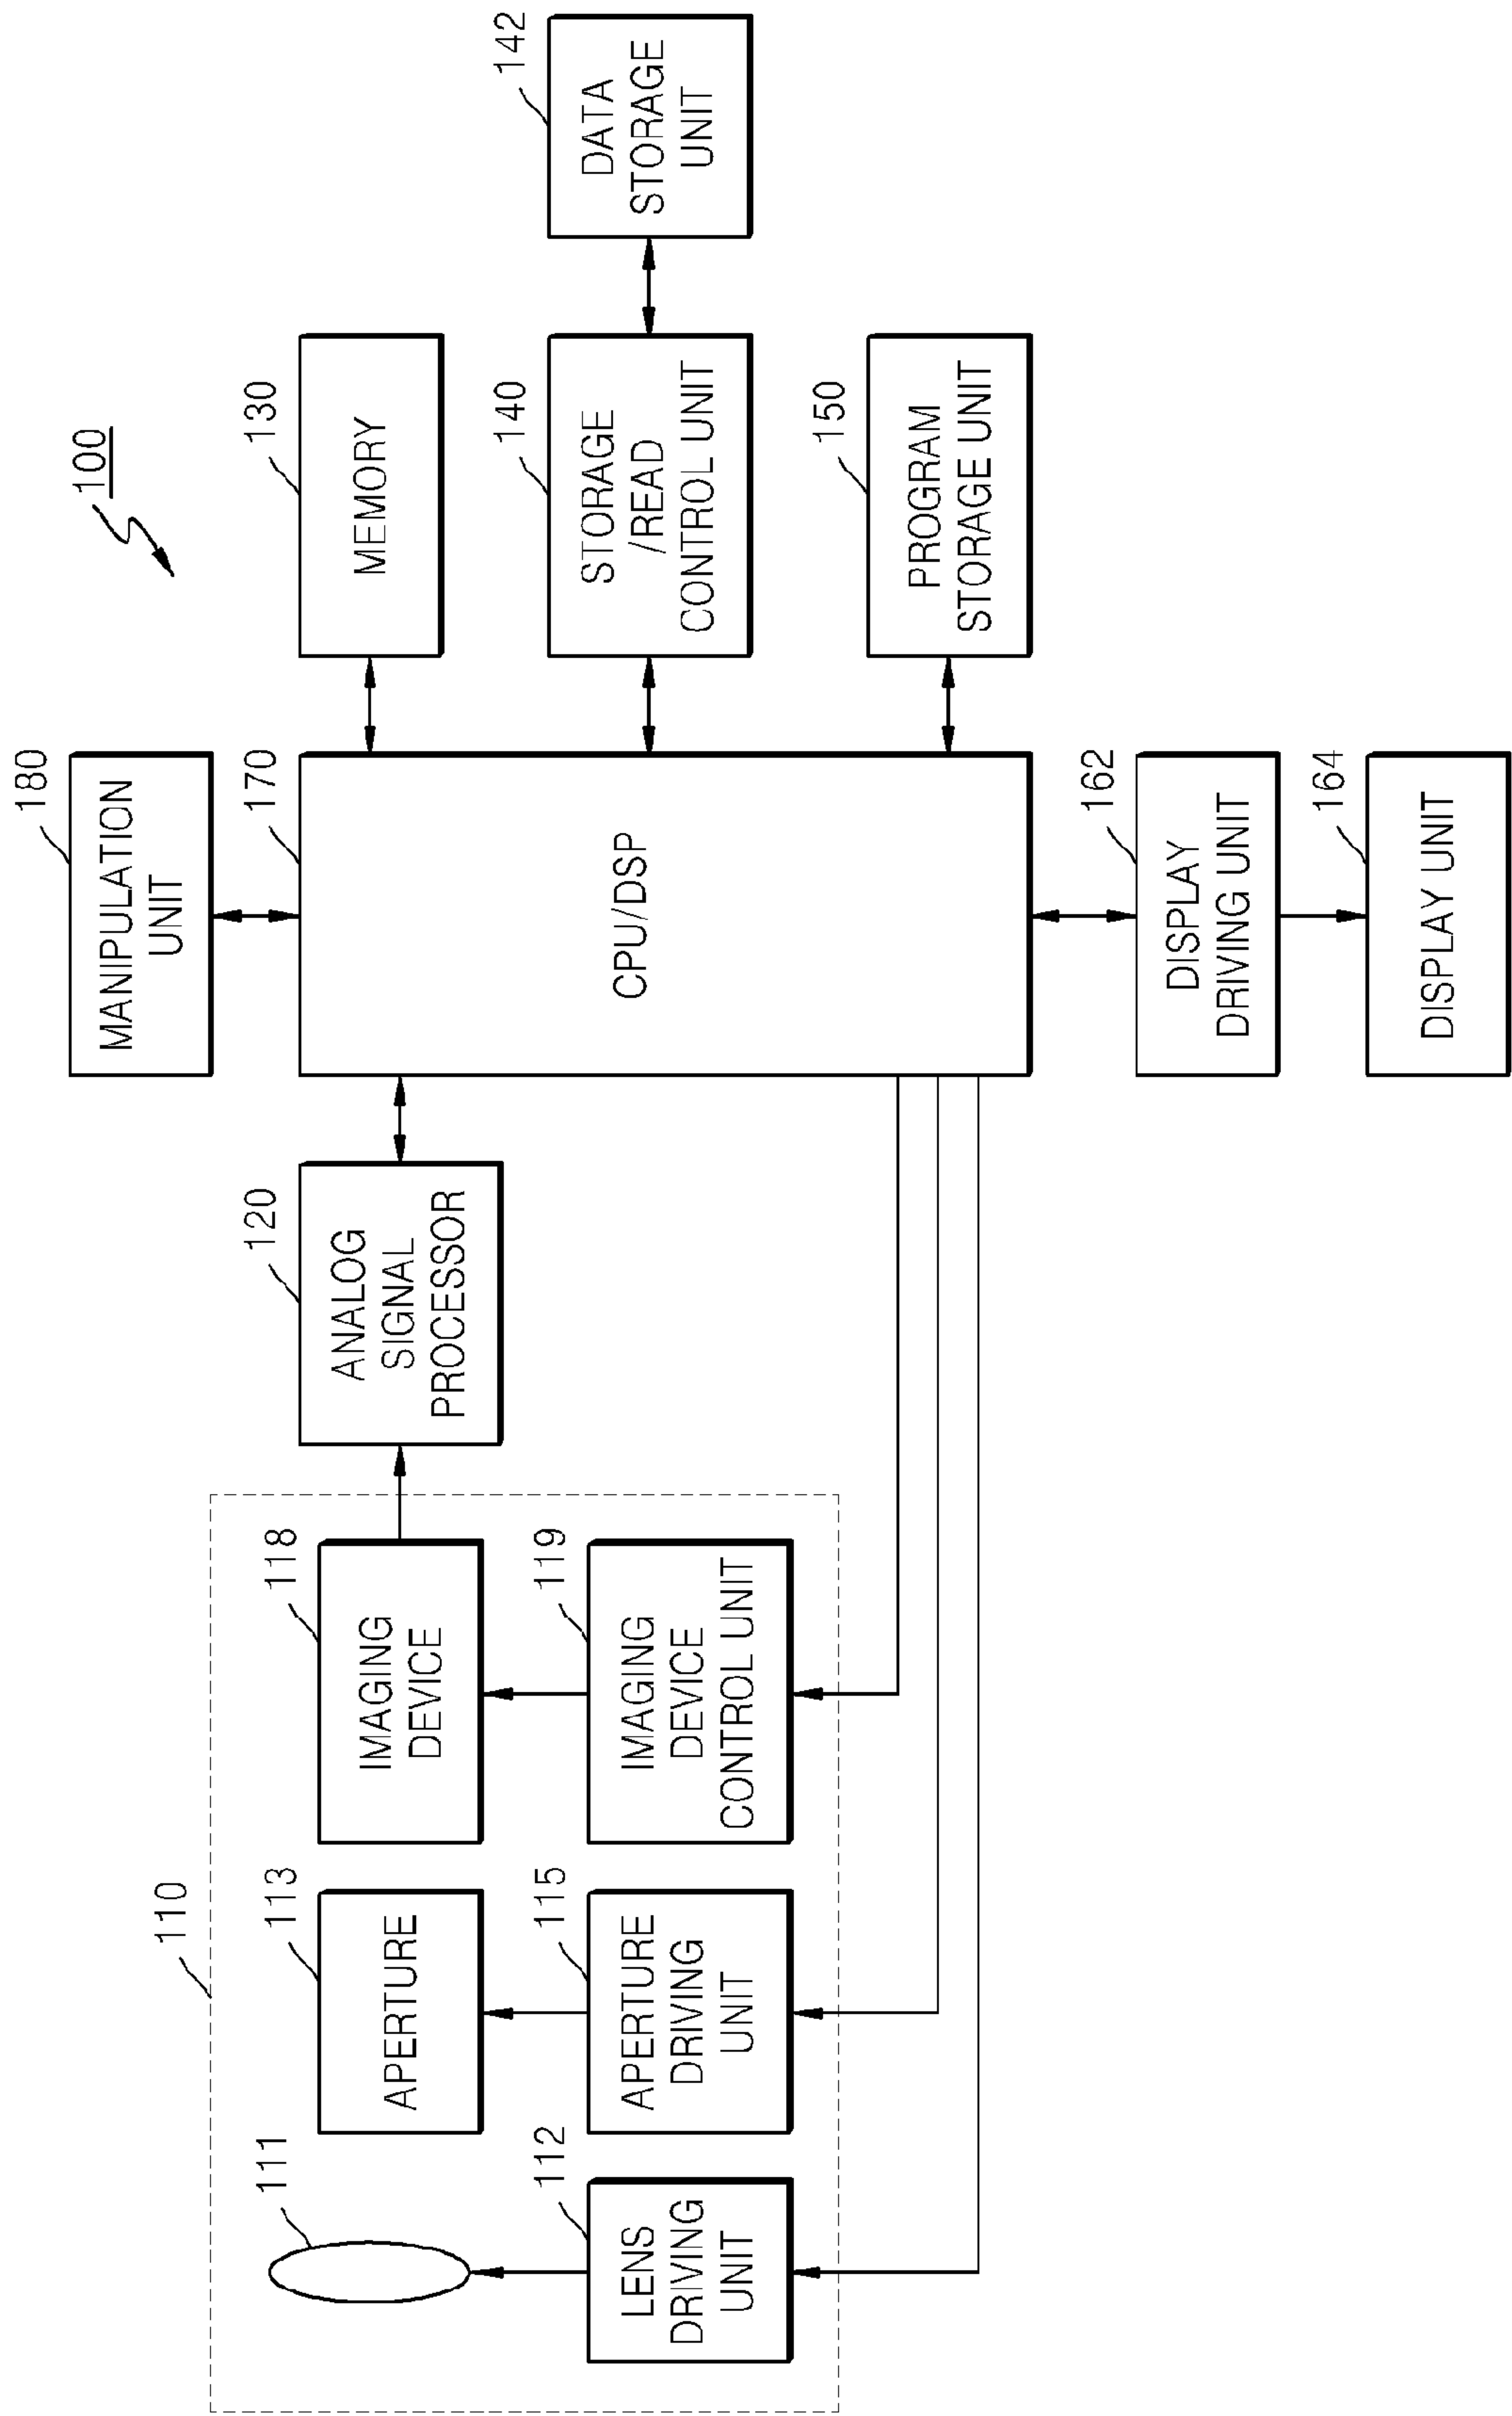 100
180
MANIPULATION
UNIT
110
111
113
APERTURE
118
IMAGING
DEVICE
120
ANALOG
SIGNAL
PROCESSOR
170
CPU/DSP
130
MEMORY
112
LENS
DRIVING
UNIT
115
APERTURE
DRIVING
UNIT
119
IMAGING
DEVICE
CONTROL UNIT
140
STORAGE
/READ
CONTROL UNIT
142
DATA
STORAGE
UNIT
150
PROGRAM
STORAGE UNIT
162
DISPLAY
DRIVING UNIT
164
DISPLAY UNIT